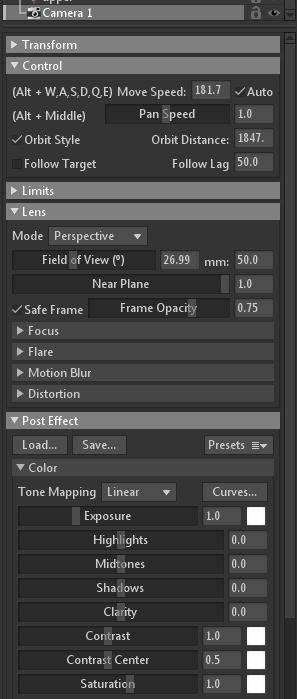 Camera 1
Transform
Control
(Alt + W,A,S,D,Q,E) Move Speed: 181.7 Auto
(Alt + Middle) Pan Speed 1.0
Orbit Style Orbit Distance: 1847.
Follow Target Follow Lag 50.0
Limits
Lens
Mode Perspective
Field of View (º) 26.99 mm: 50.0
Near Plane 1.0
Safe Frame Frame Opacity 0.75
Focus
Flare
Motion Blur
Distortion
Post Effect
Load... Save... Presets
Color
Tone Mapping Linear Curves...
Exposure 1.0
Highlights 0.0
Midtones 0.0
Shadows 0.0
Clarity 0.0
Contrast 1.0
Contrast Center 0.5
Saturation 1.0